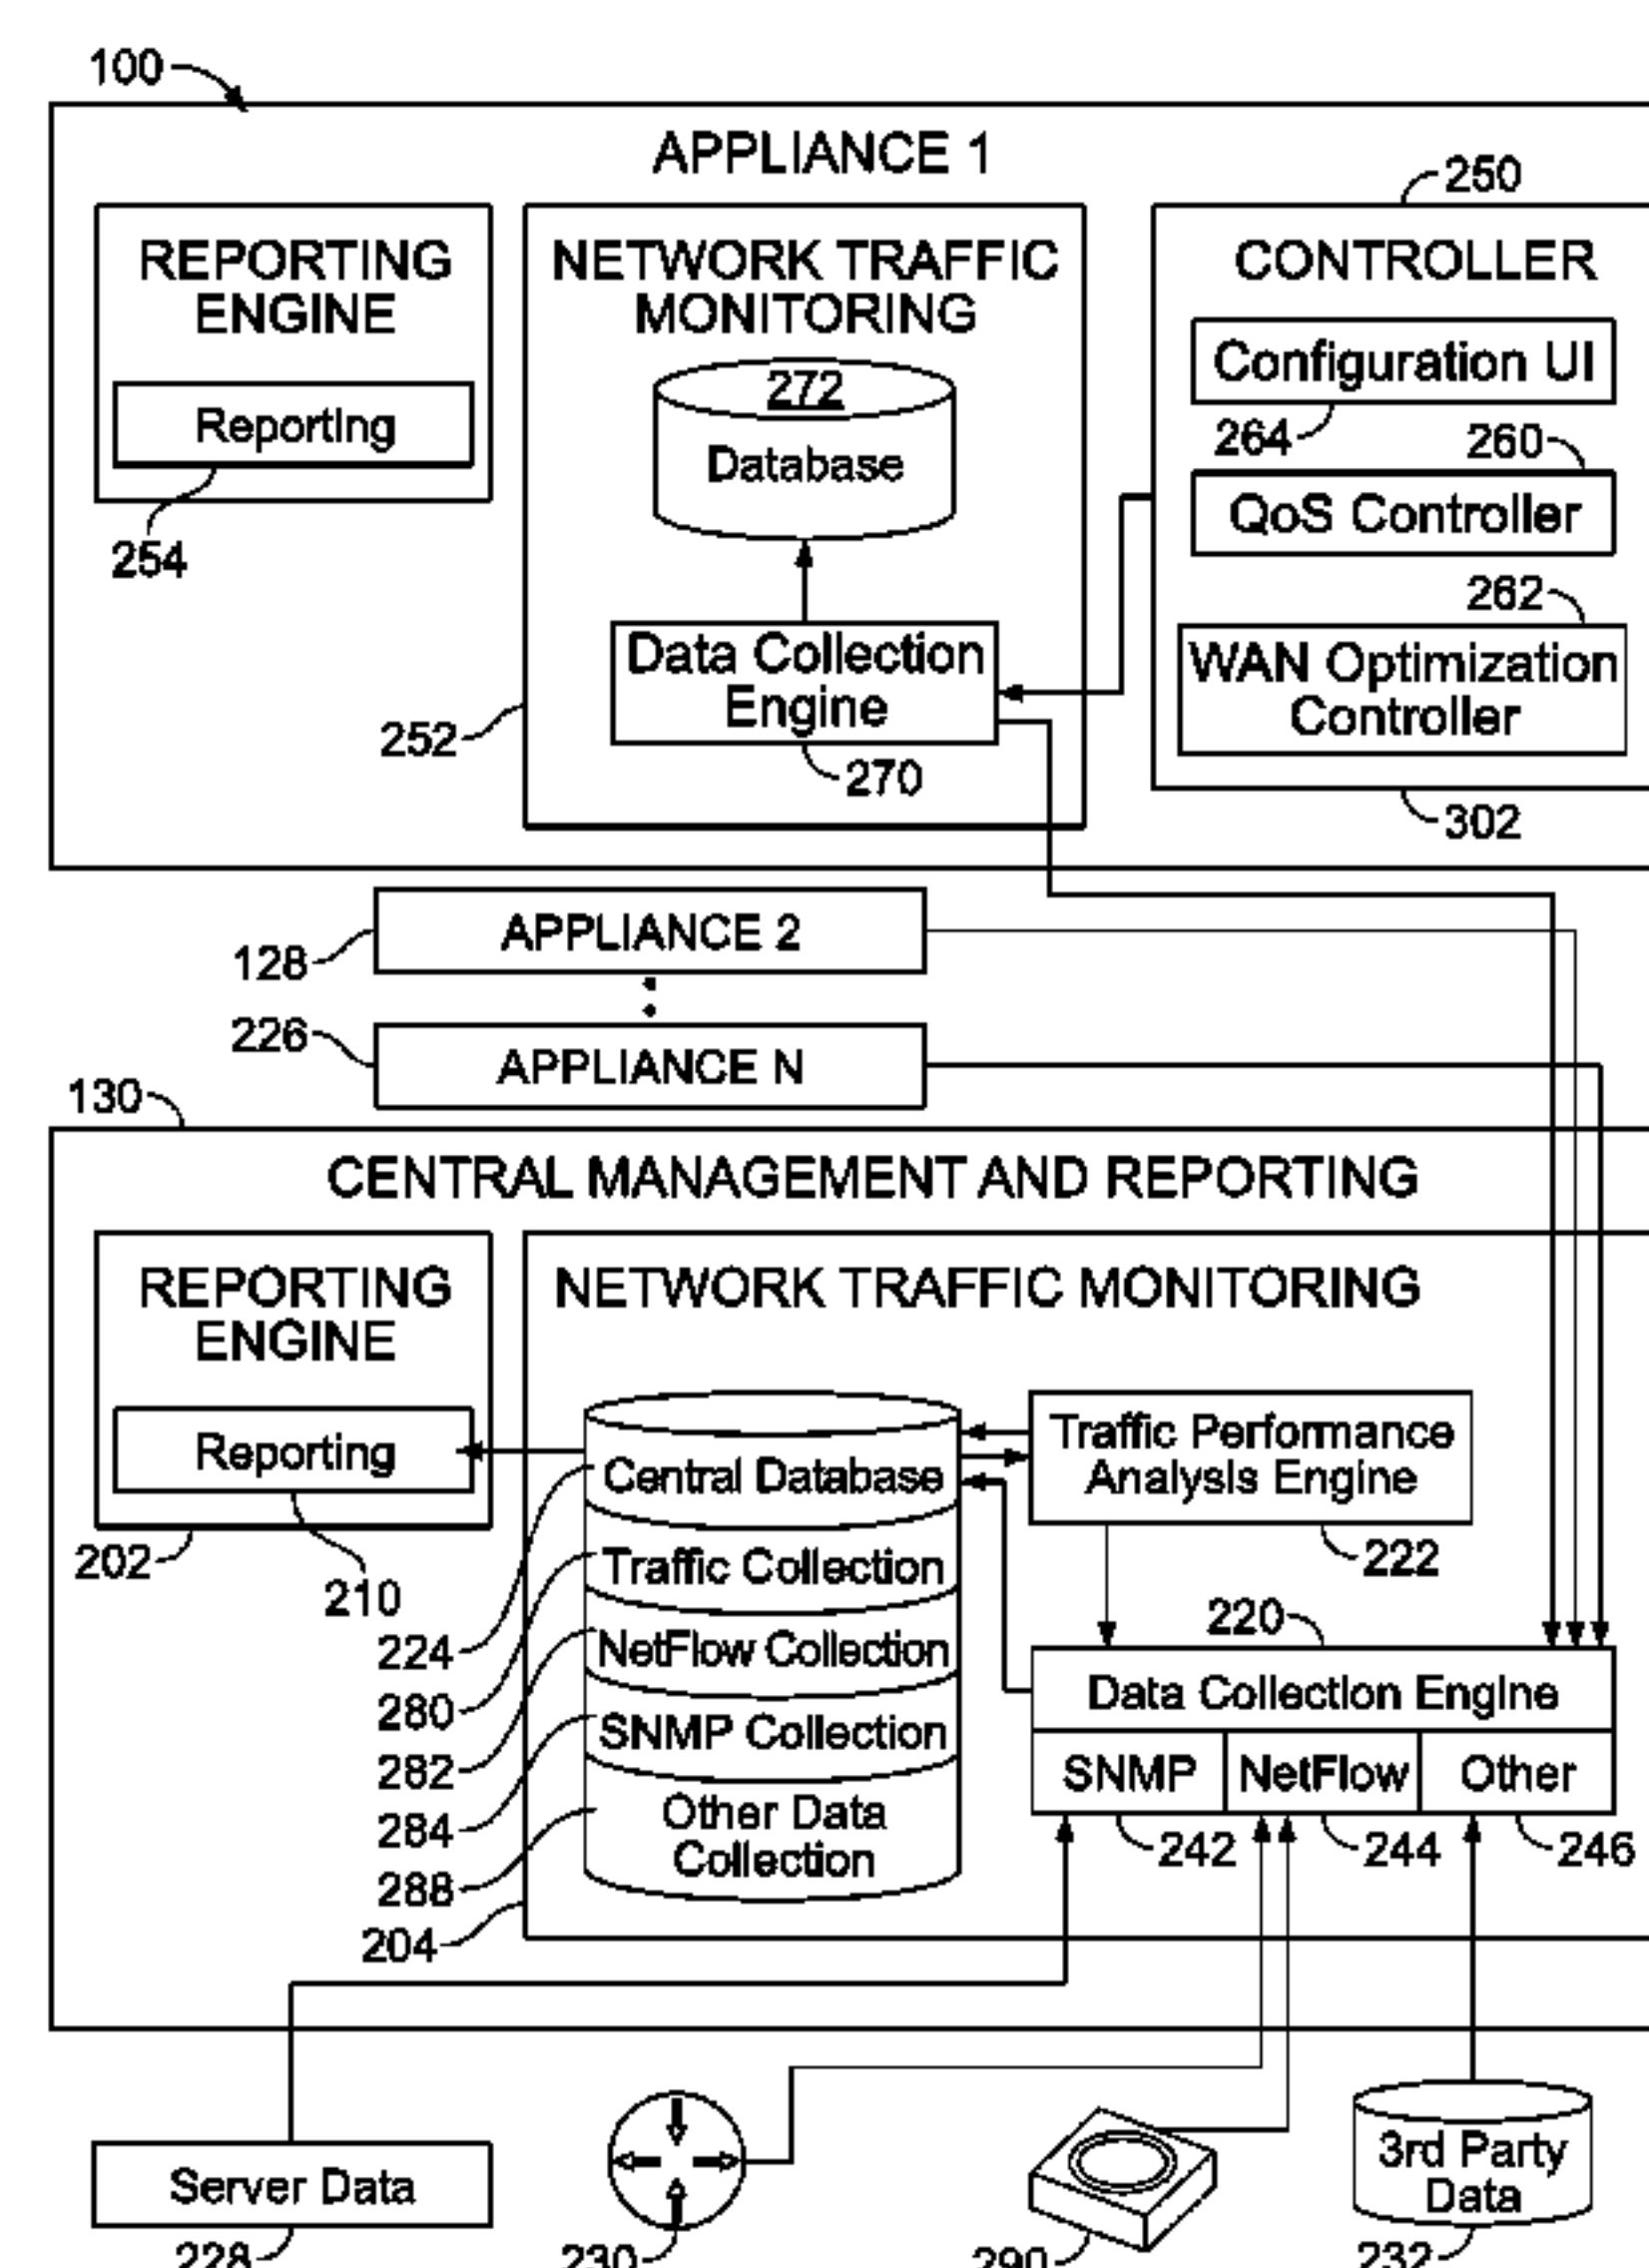 100
APPLIANCE 1
250
REPORTING
ENGINE
Reporting
254
NETWORK TRAFFIC
MONITORING
272
Database
Data Collection
Engine
252
270
CONTROLLER
Configuration UI
264
260
QoS Controller
262
WAN Optimization
Controller
302
128
APPLIANCE 2
226
APPLIANCE N
130
CENTRAL MANAGEMENT AND REPORTING
REPORTING
ENGINE
Reporting
202
210
NETWORK TRAFFIC MONITORING
Central Database
Traffic Collection
NetFlow Collection
SNMP Collection
Other Data
Collection
224
280
282
284
288
204
Traffic Performance
Analysis Engine
222
220
Data Collection Engine
SNMP
NetFlow
Other
242
244
246
Server Data
228
230
290
3rd Party
Data
232